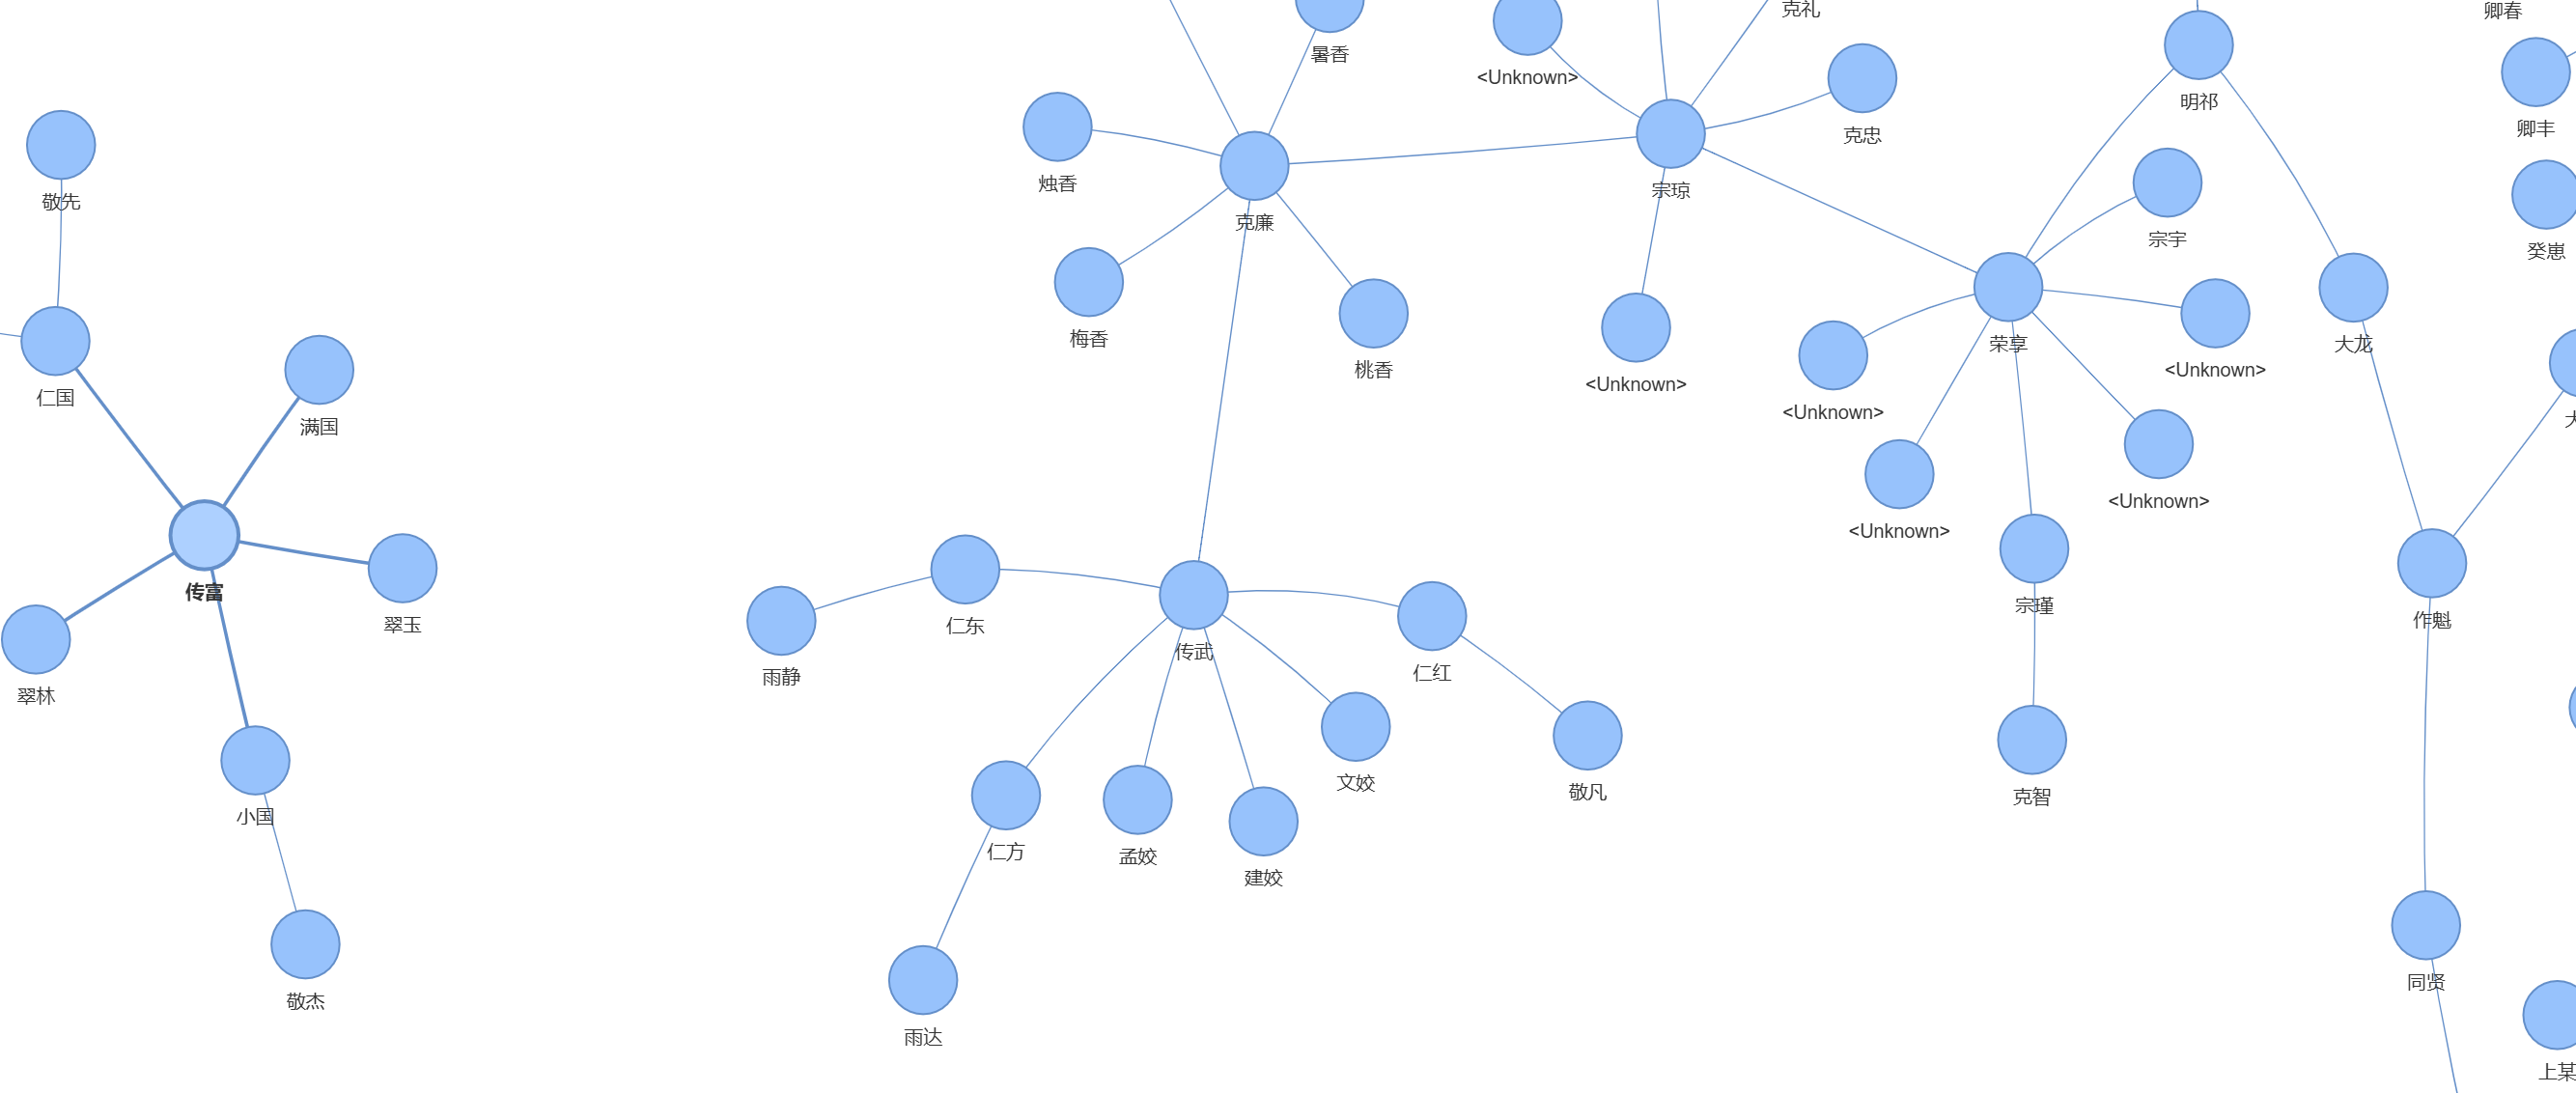 克礼
卿春
暑香
<Unknown>
明祁
卿丰
克忠
烛香
宗琼
敬先
克廉
宗宇
癸崽
梅香
荣享
大龙
桃香
<Unknown>
<Unknown>
仁国
<Unknown>
满国
<Unknown>
<Unknown>
传富
宗瑾
作魁
翠玉
仁东
传武
仁红
雨静
翠林
文姣
敬凡
克智
小国
仁方
孟姣
建姣
同贤
敬杰
雨达
上某